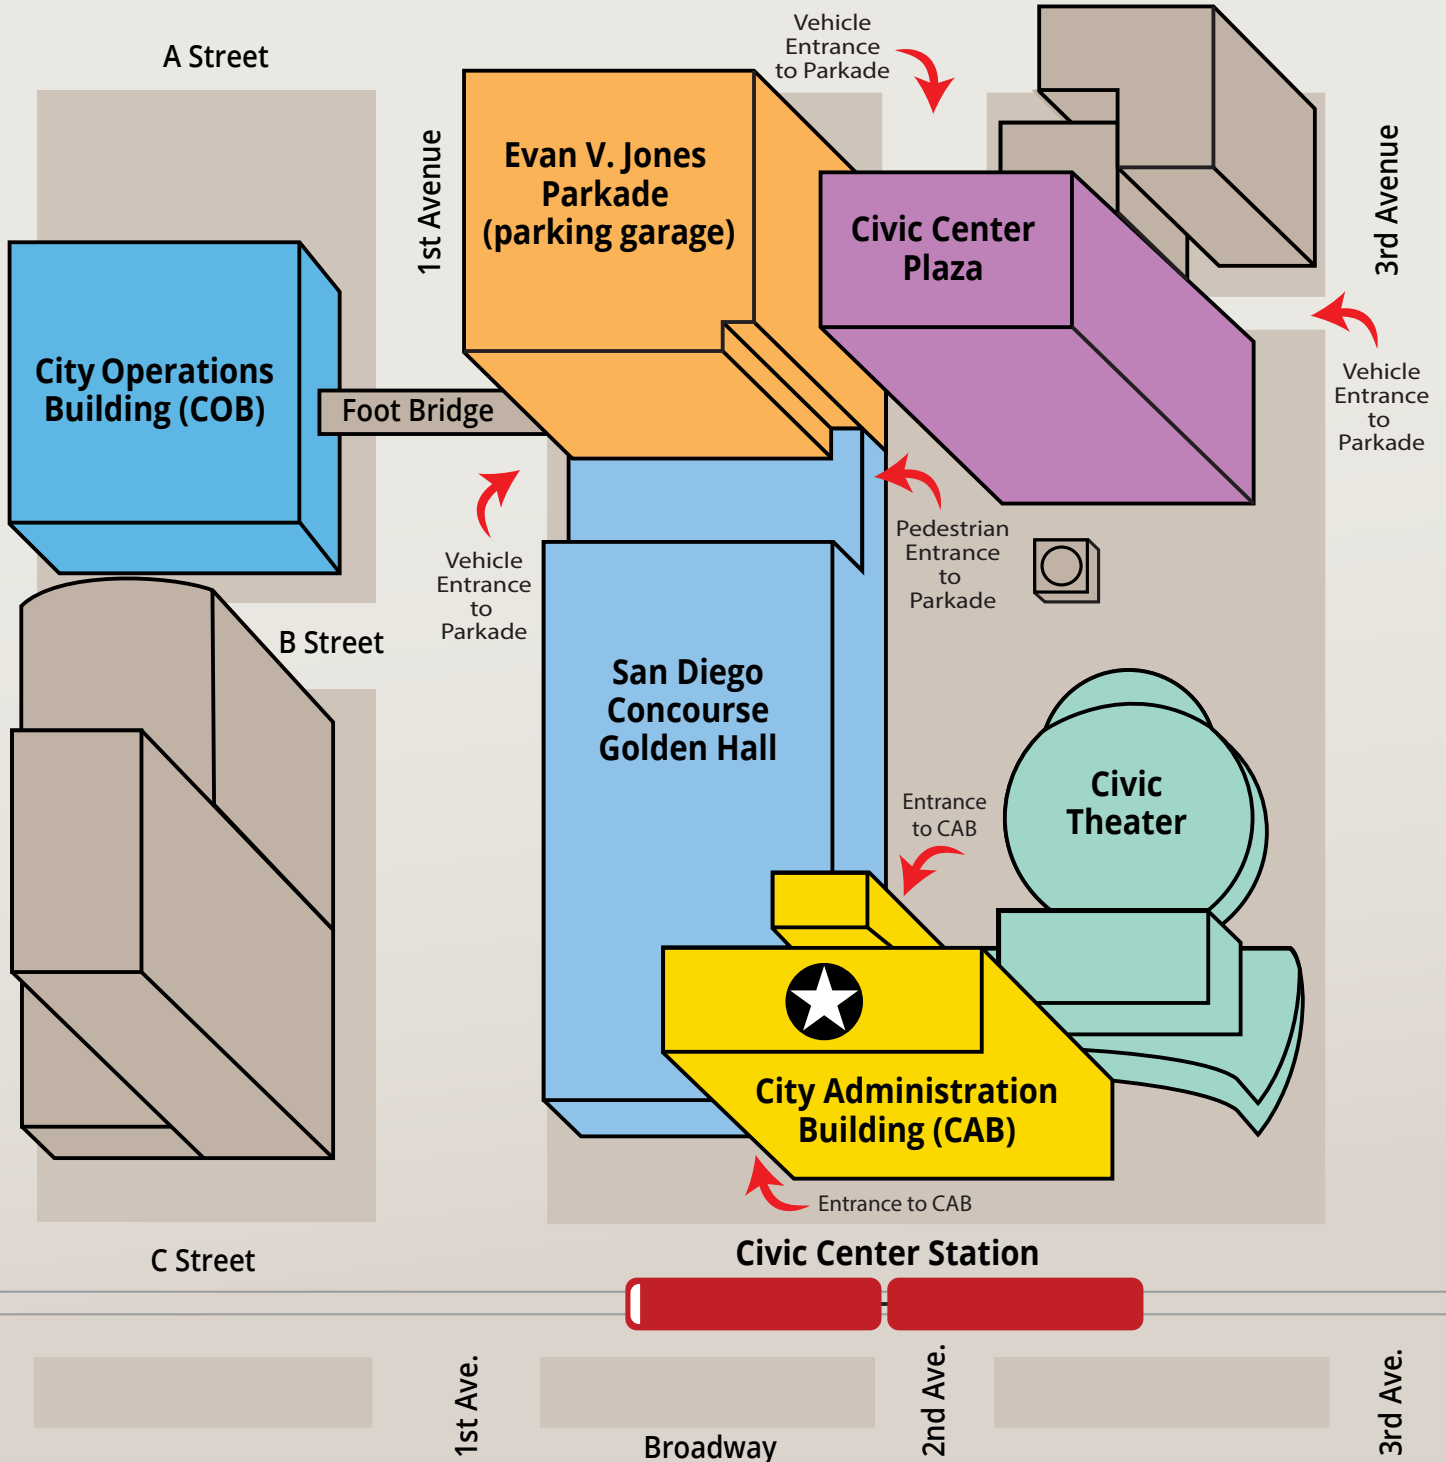 A Street
Vehicle
Entrance
to Parkade
1st Avenue
Evan V. Jones
Parkade
(parking garage)
Civic Center
Plaza
3rd Avenue
City Operations
Building (COB)
Foot Bridge
Vehicle
Entrance
to
Parkade
Vehicle
Entrance
to
Parkade
Pedestrian
Entrance
to
Parkade
B Street
San Diego
Concourse
Golden Hall
Civic
Theater
Entrance
to CAB
City Administration
Building (CAB)
Entrance to CAB
C Street
Civic Center Station
1st Ave.
2nd Ave.
3rd Ave.
Broadway